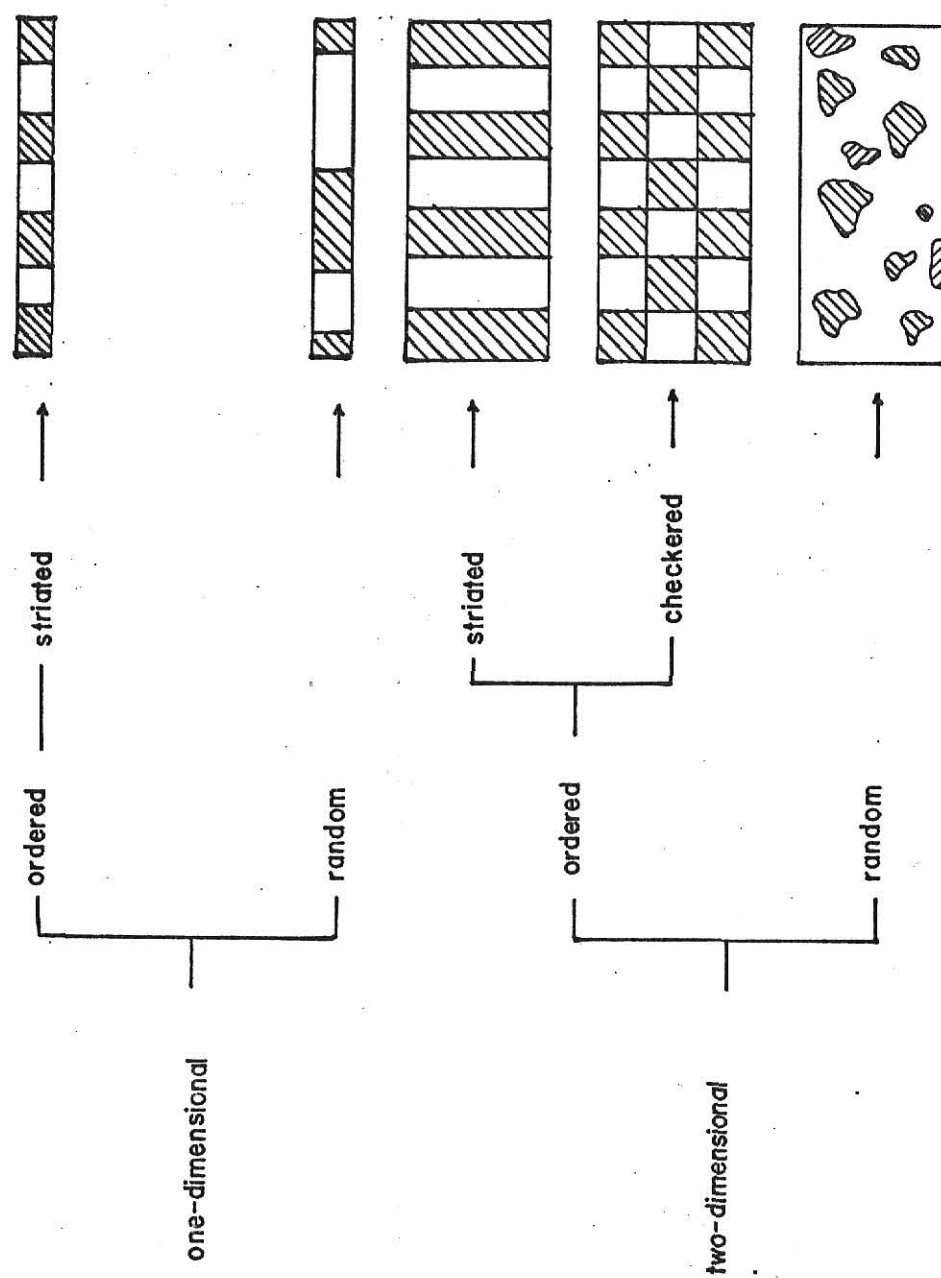 one-dimensional
ordered
striated
random
two-dimensional
ordered
striated
checkered
random